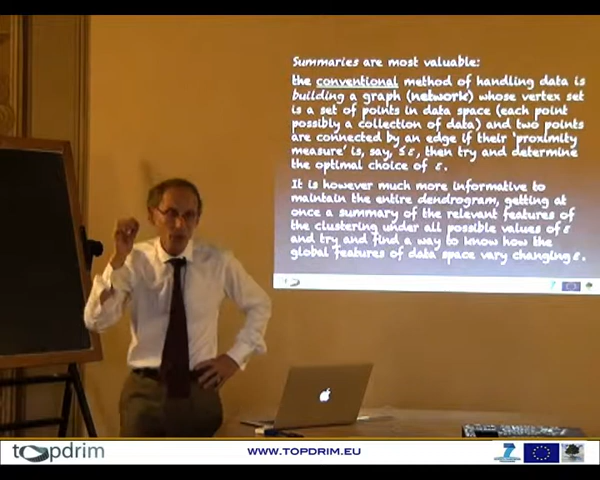 Summaries are most valuable:
the conventional method of handling data is
building a graph (network) whose vertex set
is a set of points in data space (each point
possibly a collection of data) and two points
are connected by an edge if their 'proximity
measure' is, say, ≤ε, then try and determine
the optimal choice of ε.
It is however much more informative to
maintain the entire dendrogram, getting at
once a summary of the relevant features of
the clustering under all possible values of ε
and try and find a way to know how the
global features of data space vary changing ε.
topdrim
WWW.TOPDRIM.EU